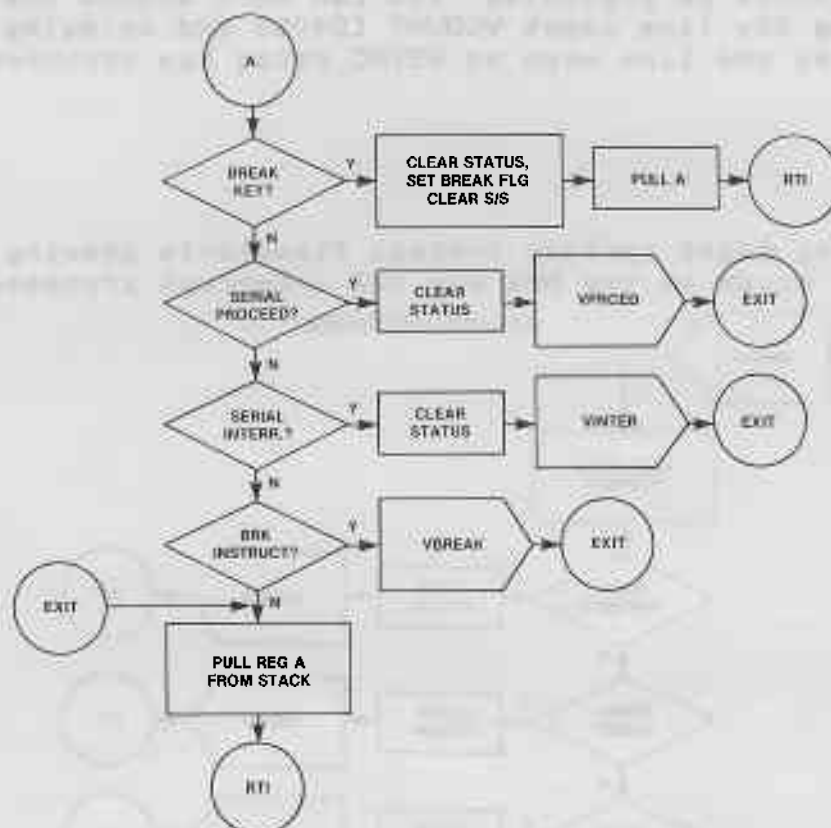 A
BREAK
KEY?
Y
CLEAR STATUS,
SET BREAK FLG
CLEAR S/S
PULL A
RTI
N
SERIAL
PROCEED?
Y
CLEAR
STATUS
VPRCED
EXIT
N
SERIAL
INTERR.?
Y
CLEAR
STATUS
VINTER
EXIT
N
BRK
INSTRUCT?
Y
VBREAK
EXIT
EXIT
N
PULL REG A
FROM STACK
RTI